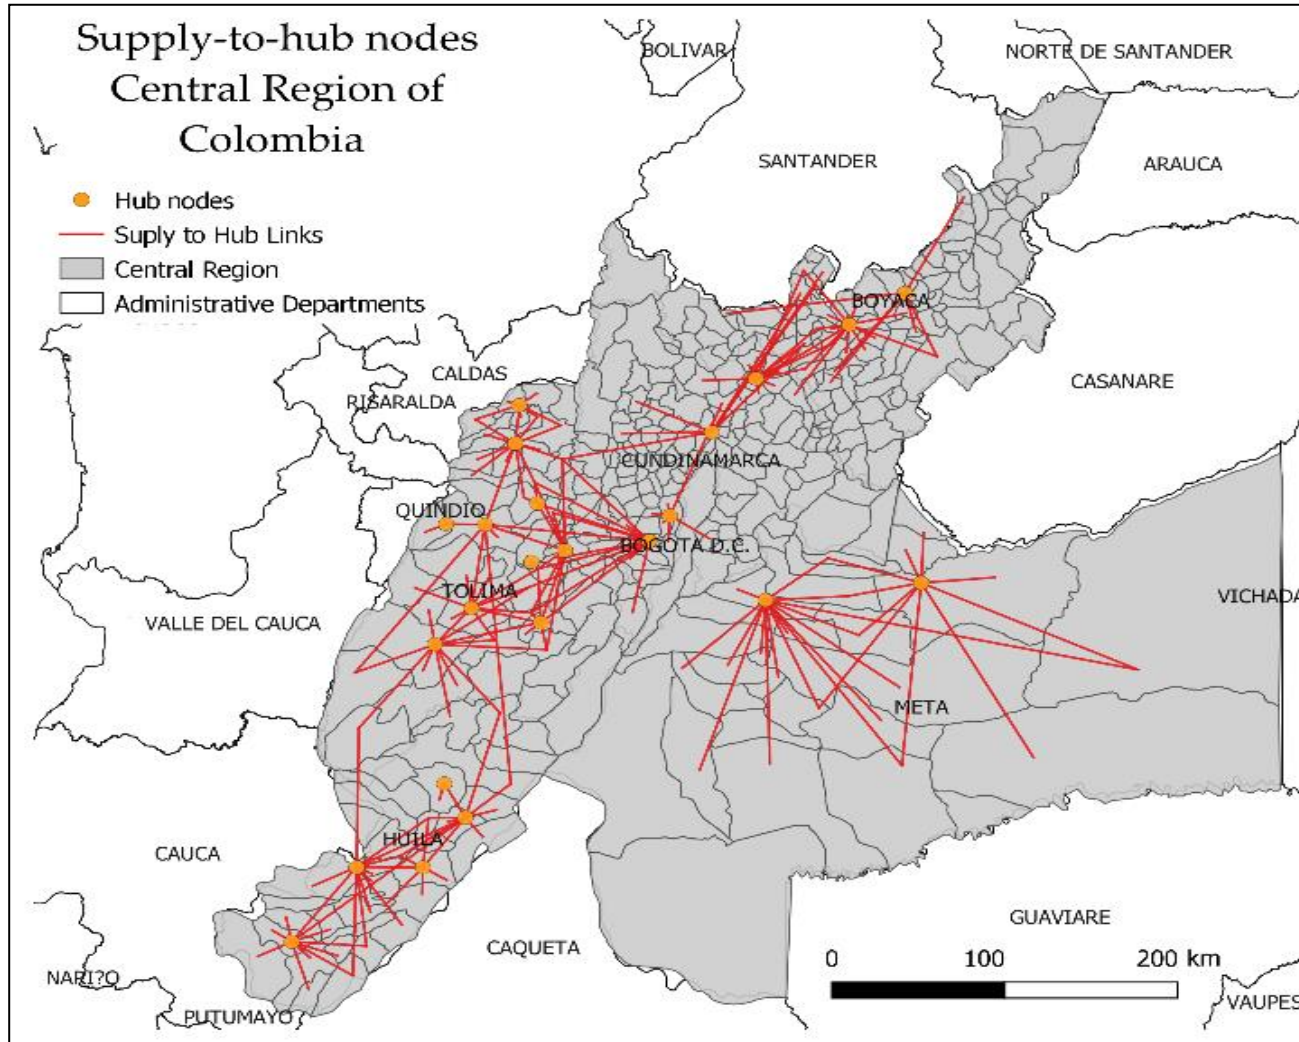 Supply-to-hub nodes
Central Region of
Colombia
Hub nodes
Suply to Hub Links
Central Region
Administrative Departments
BOLIVAR
NORTE DE SANTANDER
SANTANDER
ARAUCA
BOYACA
CALDAS
CASANARE
RISARALDA
CUNDINAMARCA
QUINDIO
BOGOTA D.C.
TOLIMA
VICHADA
VALLE DEL CAUCA
META
HUILA
CAUCA
GUAVIARE
CAQUETA
0 100 200 km
NARI?O
PUTUMAYO
VAUPES